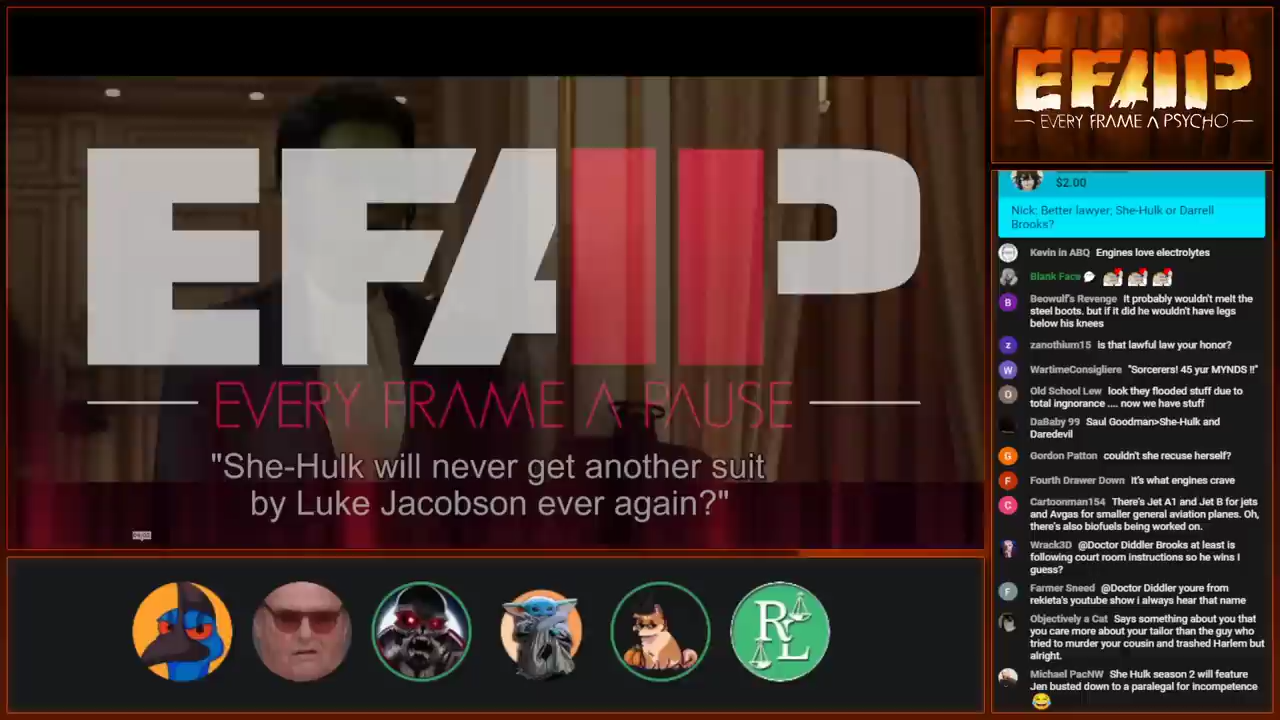 EFAP
EVERY FRAME A PAUSE
"She-Hulk will never get another suit
by Luke Jacobson ever again?"
RL
EFAP
EVERY FRAME A PSYCHO
$2.00
Nick: Better lawyer; She-Hulk or Darrell
Brooks?
Kevin in ABQ Engines love electrolytes
Blank Face
B Beowulf's Revenge It probably wouldn't melt the
steel boots. but if it did he wouldn't have legs
below his knees
z zanothium15 is that lawful law your honor?
W WartimeConsigliere "Sorcerers! 45 yur MYNDS !!"
O Old School Lew look they flooded stuff due to
total ingnorance .... now we have stuff
DaBaby 99 Saul Goodman>She-Hulk and
Daredevil
G Gordon Patton couldn't she recuse herself?
F Fourth Drawer Down It's what engines crave
C Cartoonman154 There's Jet A1 and Jet B for jets
and Avgas for smaller general aviation planes. Oh,
there's also biofuels being worked on.
Wrack3D @Doctor Diddler Brooks at least is
following court room instructions so he wins I
guess?
F Farmer Sneed @Doctor Diddler youre from
rekieta's youtube show i always hear that name
Objectively a Cat Says something about you that
you care more about your tailor than the guy who
tried to murder your cousin and trashed Harlem but
alright.
Michael PacNW She Hulk season 2 will feature
Jen busted down to a paralegal for incompetence